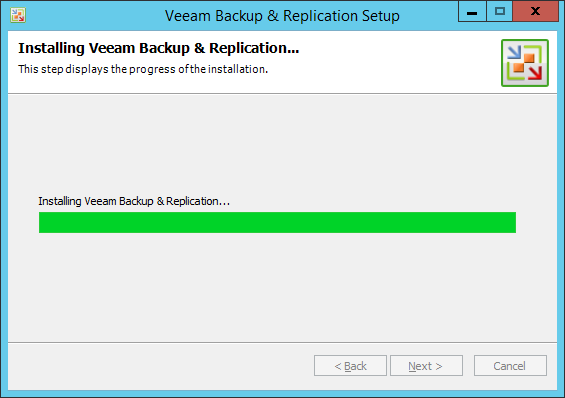 Veeam Backup & Replication Setup
Installing Veeam Backup & Replication...
This step displays the progress of the installation.
Installing Veeam Backup & Replication...
< Back Next > Cancel